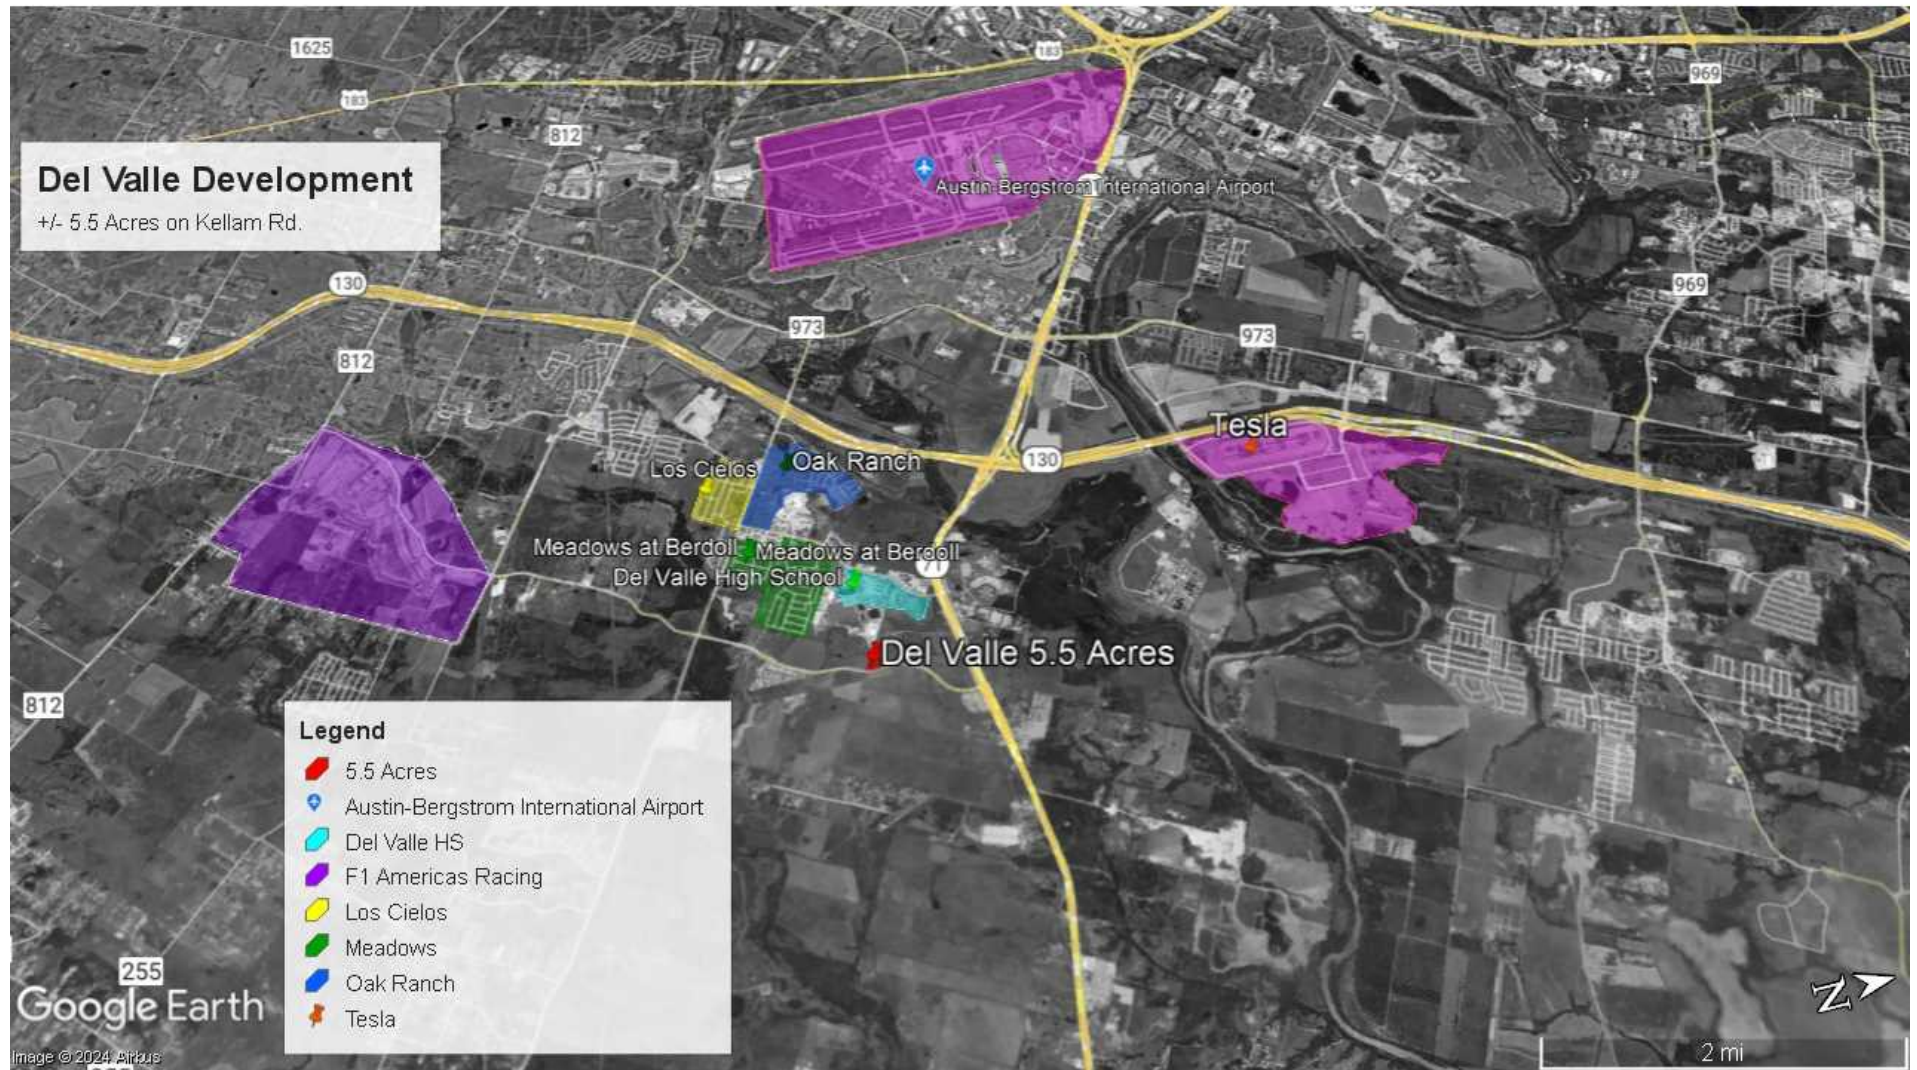 1625
183
183
969
812
Del Valle Development
+/- 5.5 Acres on Kellam Rd.
Austin-Bergstrom International Airport
130
969
973
973
812
Tesla
Los Cielos
Oak Ranch
130
Meadows at Berdoll
Meadows at Berdoll
71
Del Valle High School
Del Valle 5.5 Acres
812
Legend
5.5 Acres
Austin-Bergstrom International Airport
Del Valle HS
F1 Americas Racing
Los Cielos
Meadows
Oak Ranch
Tesla
255
Google Earth
Image © 2024 Airbus
N
2 mi